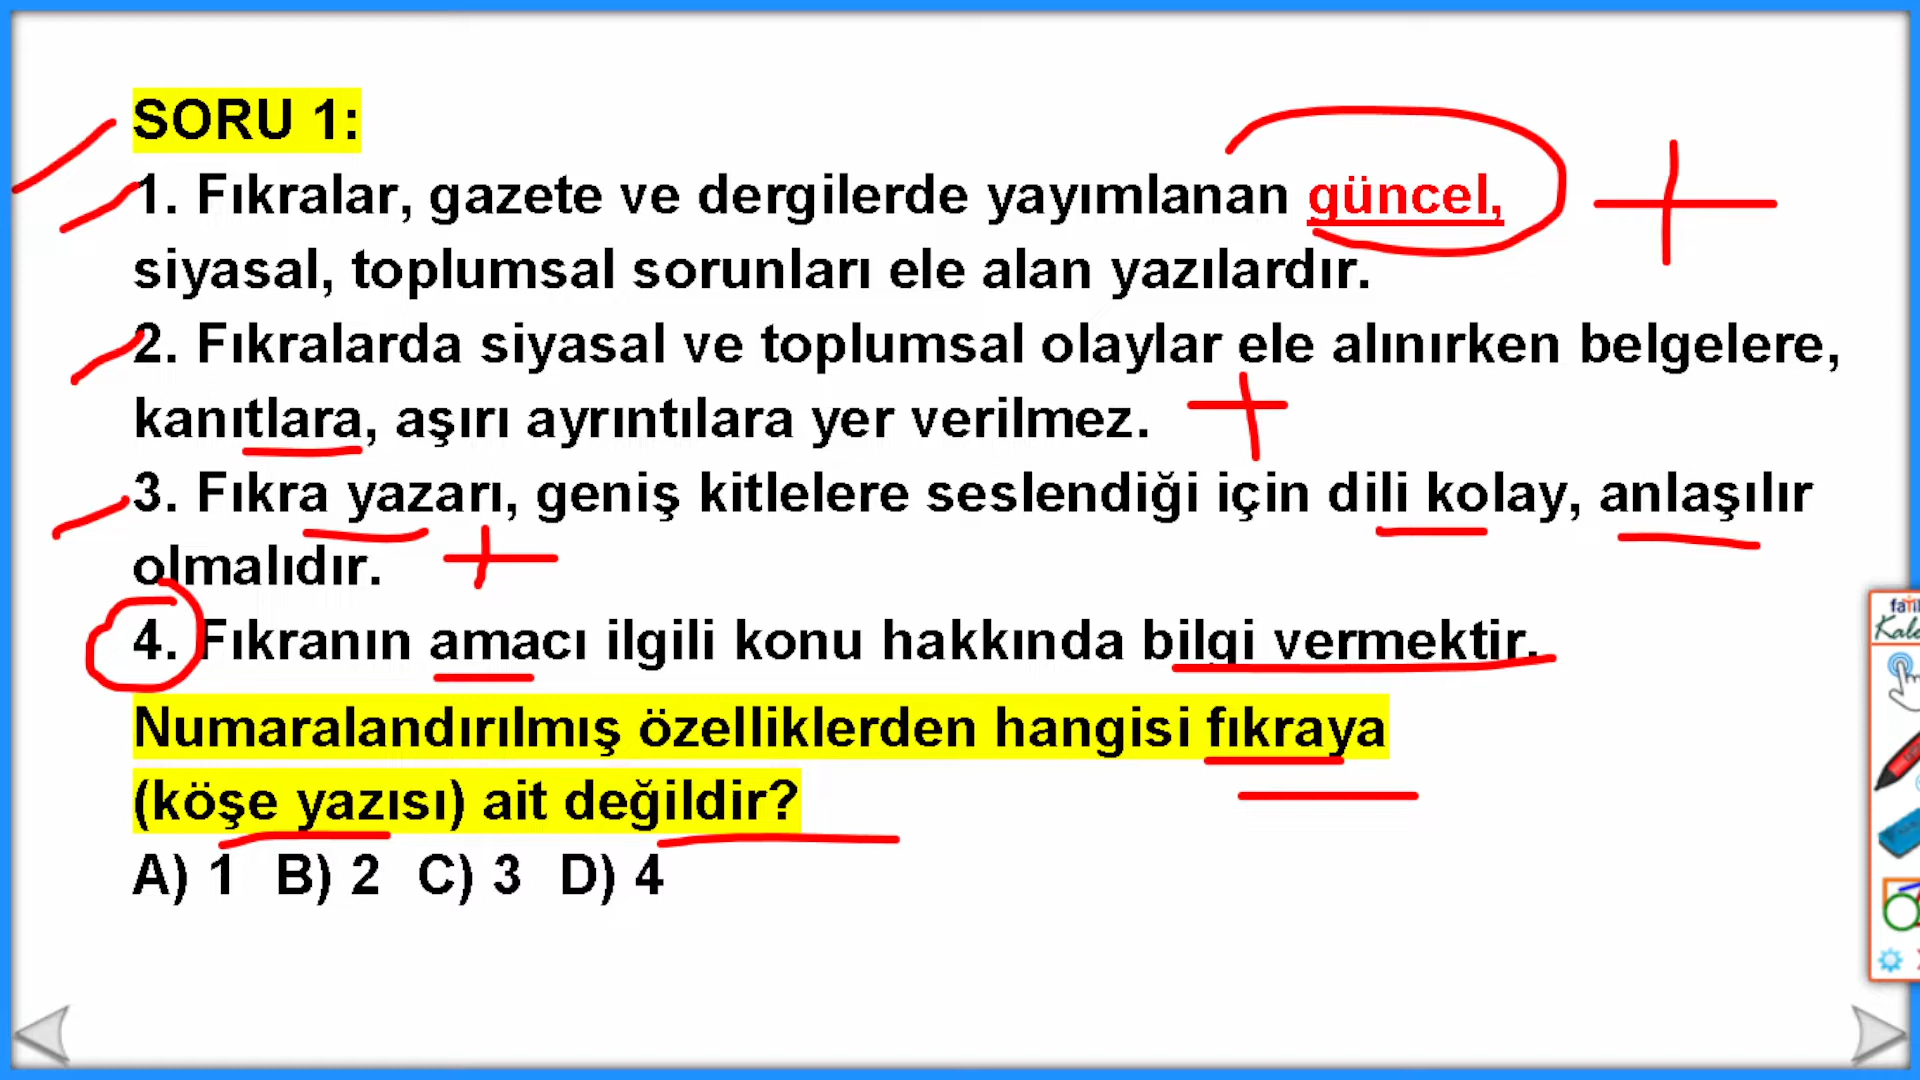 SORU 1:
1. Fıkralar, gazete ve dergilerde yayımlanan güncel,
siyasal, toplumsal sorunları ele alan yazılardır.
2. Fıkralarda siyasal ve toplumsal olaylar ele alınırken belgelere,
kanıtlara, aşırı ayrıntılara yer verilmez.
3. Fıkra yazarı, geniş kitlelere seslendiği için dili kolay, anlaşılır
olmalıdır.
4. Fıkranın amacı ilgili konu hakkında bilgi vermektir.
Numaralandırılmış özelliklerden hangisi fıkraya
(köşe yazısı) ait değildir?
A) 1 B) 2 C) 3 D) 4